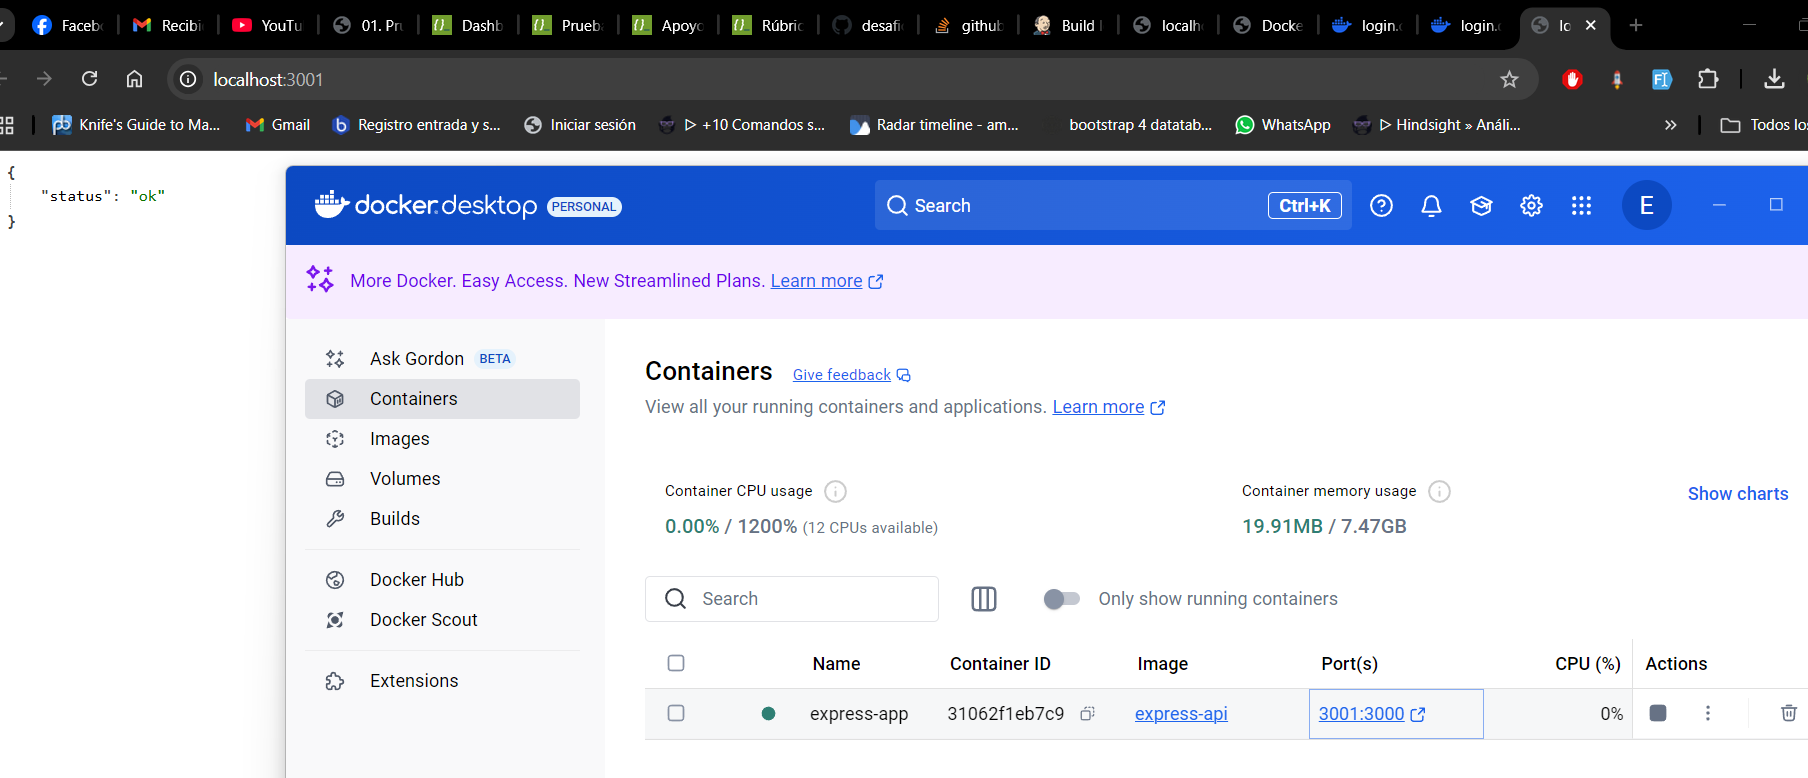 Faceb
Recibi
YouTu
01. Pr
Dashb
Prueb
Apoyo
Rúbric
desafi
github
Build
localh
Docke
login.
login.
lo
localhost:3001
Knife's Guide to Ma...
Gmail
Registro entrada y s...
Iniciar sesión
▷ +10 Comandos s...
Radar timeline - am...
bootstrap 4 datatab...
WhatsApp
▷ Hindsight » Análi...
»
Todos los
{
"status": "ok"
}
docker.desktop PERSONAL
Search Ctrl+K
E
More Docker. Easy Access. New Streamlined Plans. Learn more
Ask Gordon BETA
Containers
Images
Volumes
Builds
Docker Hub
Docker Scout
Extensions
Containers Give feedback
View all your running containers and applications. Learn more
Container CPU usage
0.00% / 1200% (12 CPUs available)
Container memory usage
19.91MB / 7.47GB
Show charts
Search
Only show running containers
Name Container ID Image Port(s) CPU (%) Actions
express-app 31062f1eb7c9 express-api 3001:3000 0%